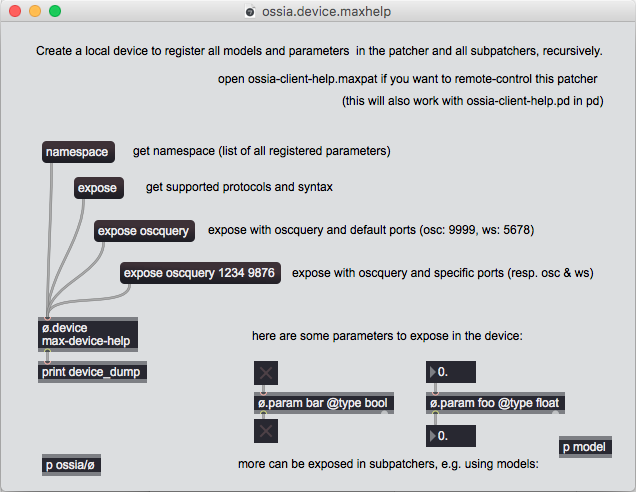 ossia.device.maxhelp
Create a local device to register all models and parameters in the patcher and all subpatchers, recursively.
open ossia-client-help.maxpat if you want to remote-control this patcher
(this will also work with ossia-client-help.pd in pd)
namespace
get namespace (list of all registered parameters)
expose
get supported protocols and syntax
expose oscquery
expose with oscquery and default ports (osc: 9999, ws: 5678)
expose oscquery 1234 9876
expose with oscquery and specific ports (resp. osc & ws)
ø.device
max-device-help
here are some parameters to expose in the device:
print device_dump
0.
ø.param bar @type bool
ø.param foo @type float
0.
p model
p ossia/ø
more can be exposed in subpatchers, e.g. using models: